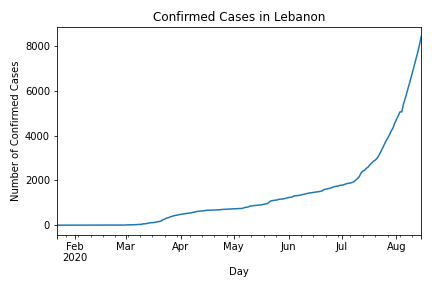 Confirmed Cases in Lebanon
Number of Confirmed Cases
8000
6000
4000
2000
0
Feb Mar Apr May Jun Jul Aug
2020
Day